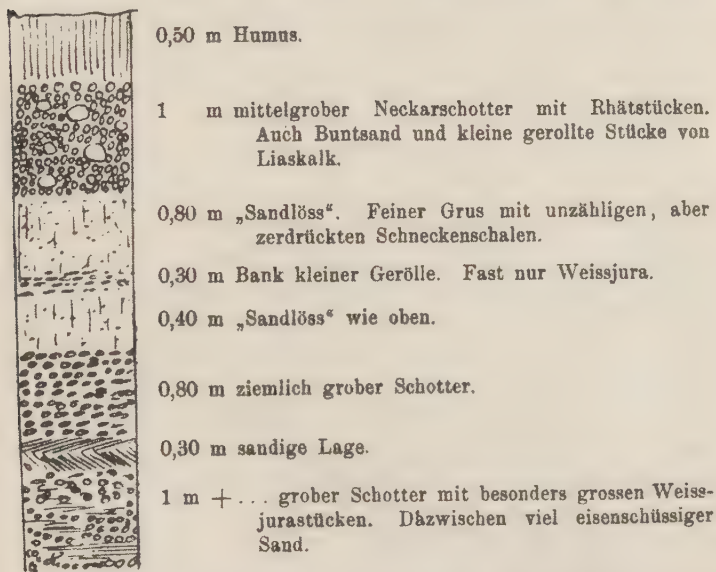 0,50 m Humus.
1 m mittelgrober Neckarschotter mit Rhätstücken.
Auch Buntsand und kleine gerollte Stücke von
Liaskalk.
0,80 m „Sandlöss“. Feiner Grus mit unzähligen, aber
zerdrückten Schneckenschalen.
0,30 m Bank kleiner Gerölle. Fast nur Weissjura.
0,40 m „Sandlöss“ wie oben.
0,80 m ziemlich grober Schotter.
0,30 m sandige Lage.
1 m + ... grober Schotter mit besonders grossen Weiss-
jurastücken. Dazwischen viel eisenschüssiger
Sand.